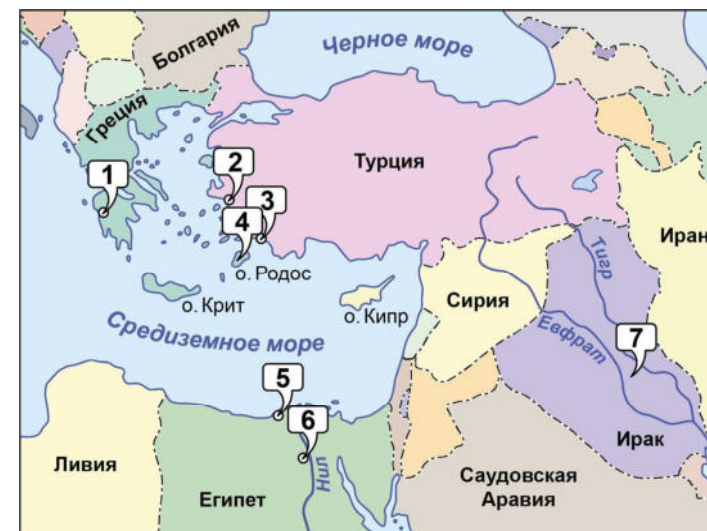 Черное море
Болгария
Греция
Турция
1
2
3
4
о. Родос
о. Крит
о. Кипр
Сирия
Тигр
Иран
Евфрат
7
Средиземное море
5
6
Ирак
Ливия
Египет
Нил
Саудовская
Аравия